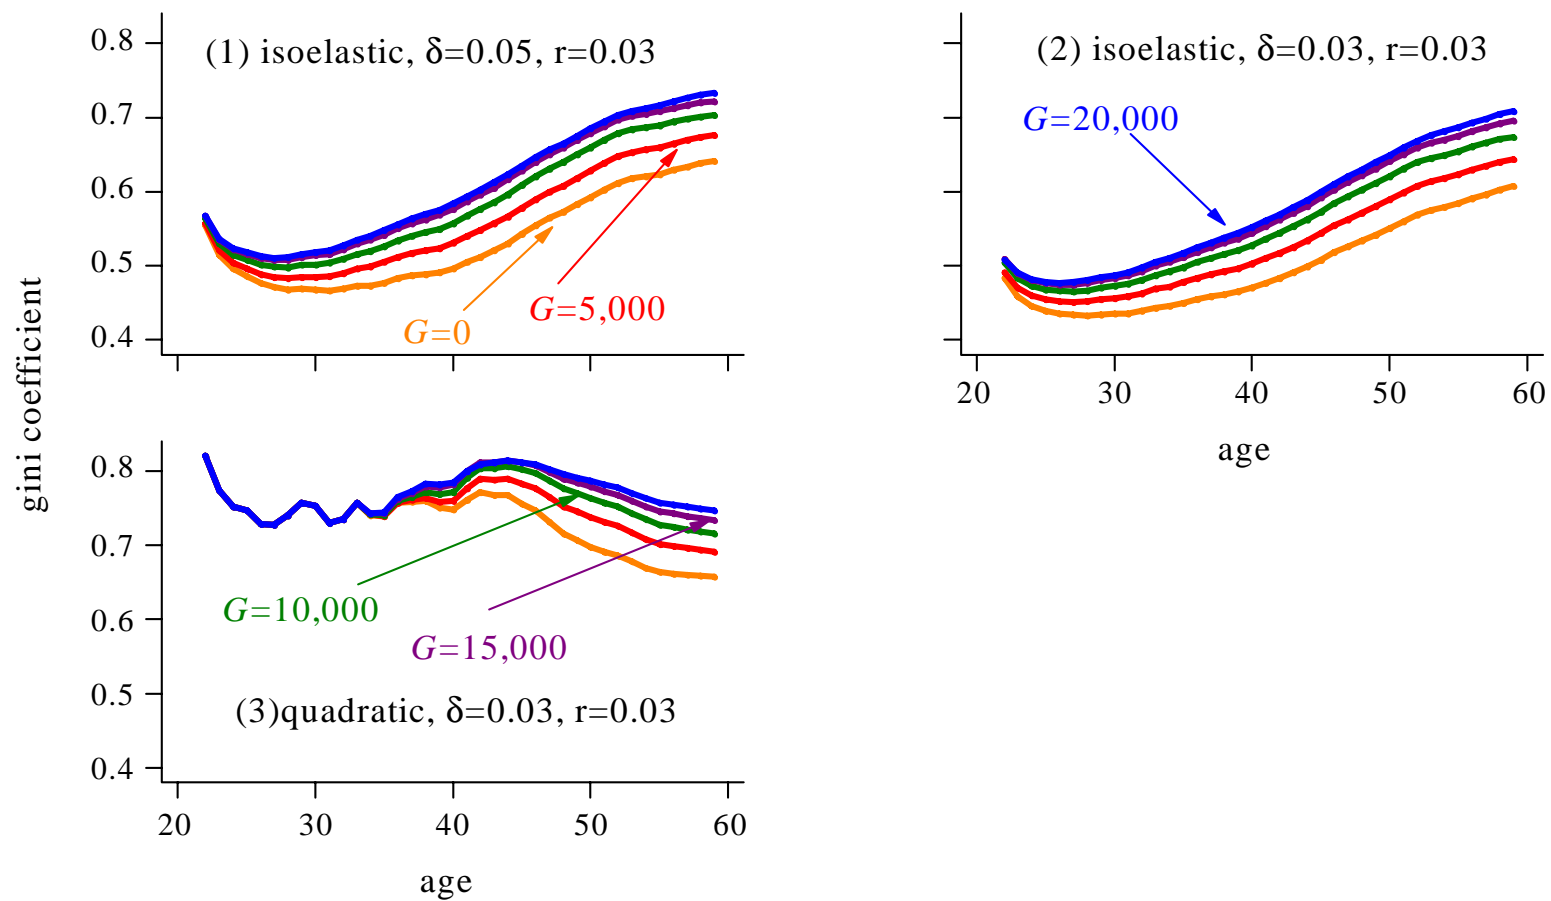 gini coefficient
(1) isoelastic, δ=0.05, r=0.03
0.8
0.7
0.6
0.5
0.4
G=0
G=5,000
(2) isoelastic, δ=0.03, r=0.03
G=20,000
20 30 40 50 60
age
0.8
0.7
0.6
0.5
0.4
G=10,000
G=15,000
(3)quadratic, δ=0.03, r=0.03
20 30 40 50 60
age